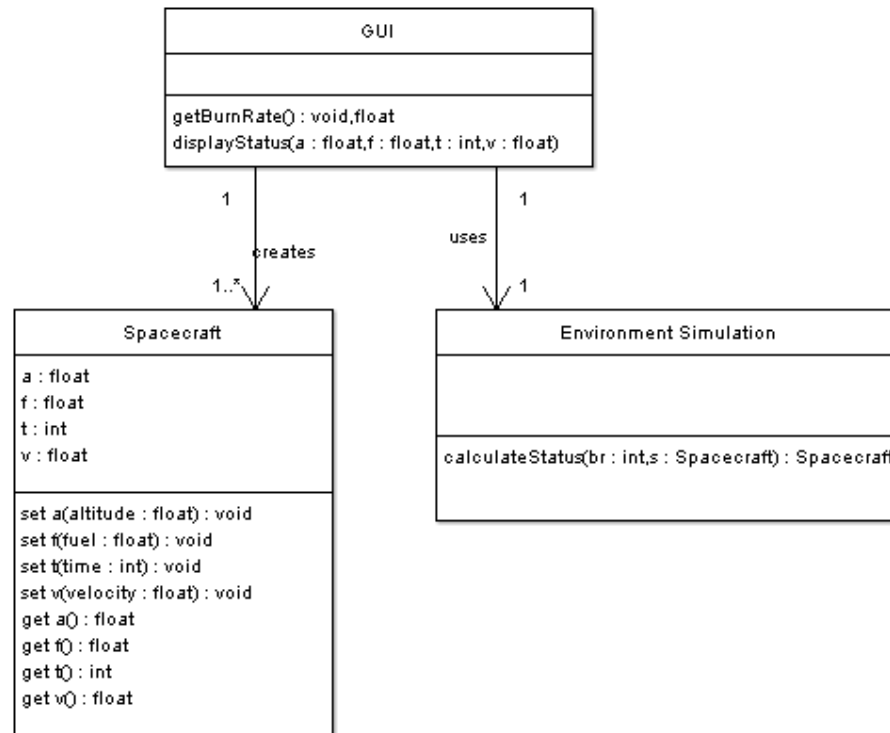 GUI
getBurnRate() : void,float
displayStatus(a : float,f : float,t : int,v : float)
1
1
creates
uses
1..*
1
Spacecraft
a : float
f : float
t : int
v : float
set a(altitude : float) : void
set f(fuel : float) : void
set t(time : int) : void
set v(velocity : float) : void
get a() : float
get f() : float
get t() : int
get v() : float
Environment Simulation
calculateStatus(br : int,s : Spacecraft) : Spacecraft